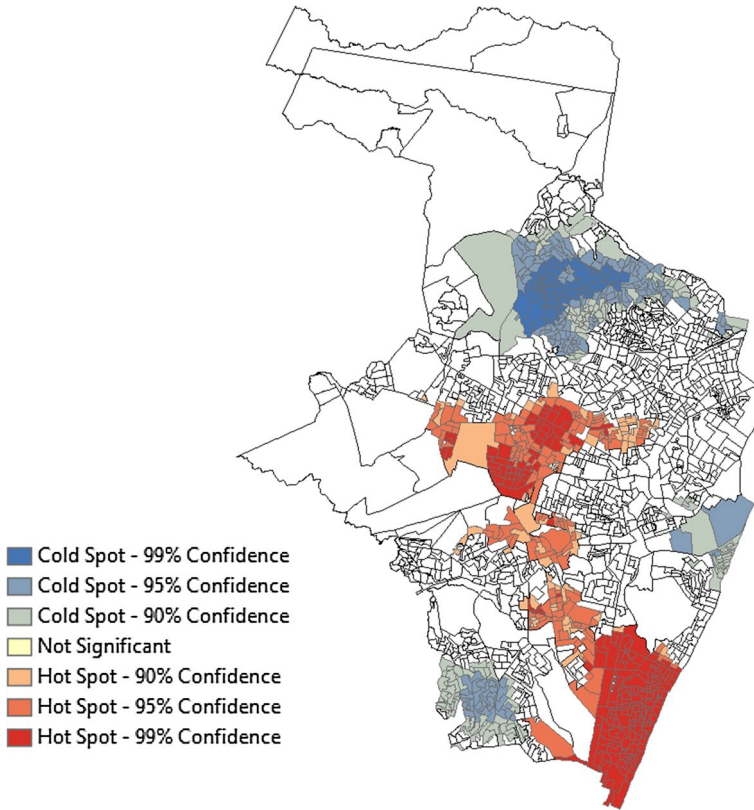 Cold Spot - 99% Confidence
Cold Spot - 95% Confidence
Cold Spot - 90% Confidence
Not Significant
Hot Spot - 90% Confidence
Hot Spot - 95% Confidence
Hot Spot - 99% Confidence